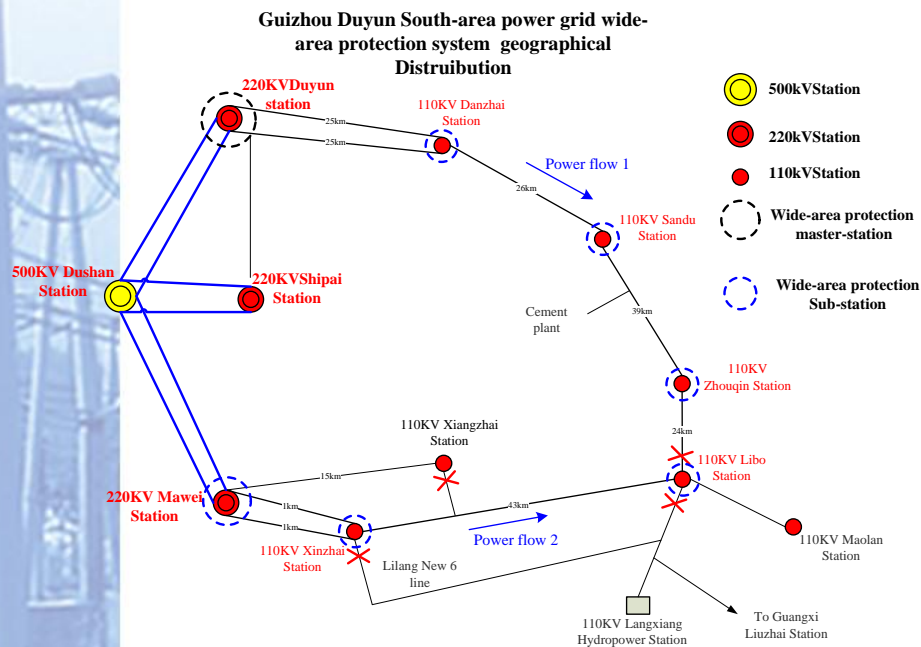 Guizhou Duyun South-area power grid wide-
area protection system geographical
Distruibution
220KVDuyun
station
110KV Danzhai
Station
25km
25km
Power flow 1
26km
110KV Sandu
Station
500KV Dushan
Station
220KVShipai
Station
Cement
plant
39km
110KV
Zhouqin Station
24km
110KV Xiangzhai
Station
110KV Libo
Station
15km
220KV Mawei
Station
1km
1km
43km
Power flow 2
110KV Xinzhai
Station
Lilang New 6
line
110KV Maolan
Station
110KV Langxiang
Hydropower Station
To Guangxi
Liuzhai Station
500kVStation
220kVStation
110kVStation
Wide-area protection
master-station
Wide-area protection
Sub-station